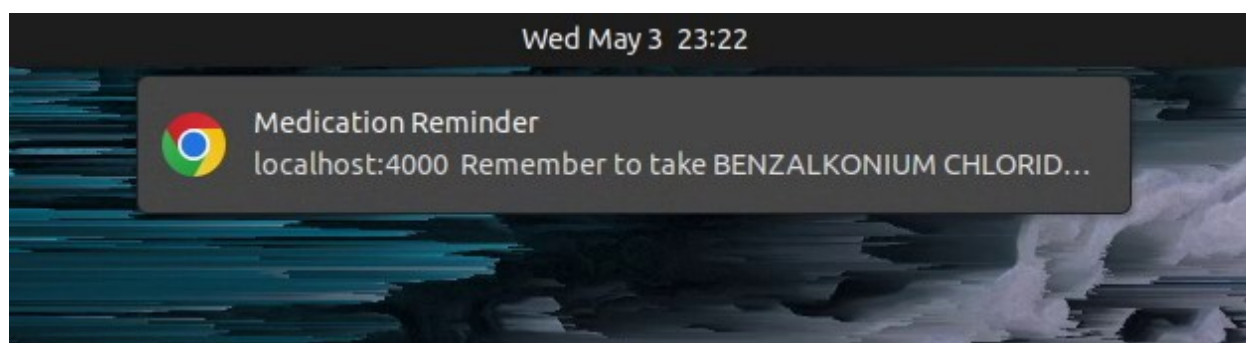 Wed May 3 23:22
Medication Reminder
localhost:4000 Remember to take BENZALKONIUM CHLORID...